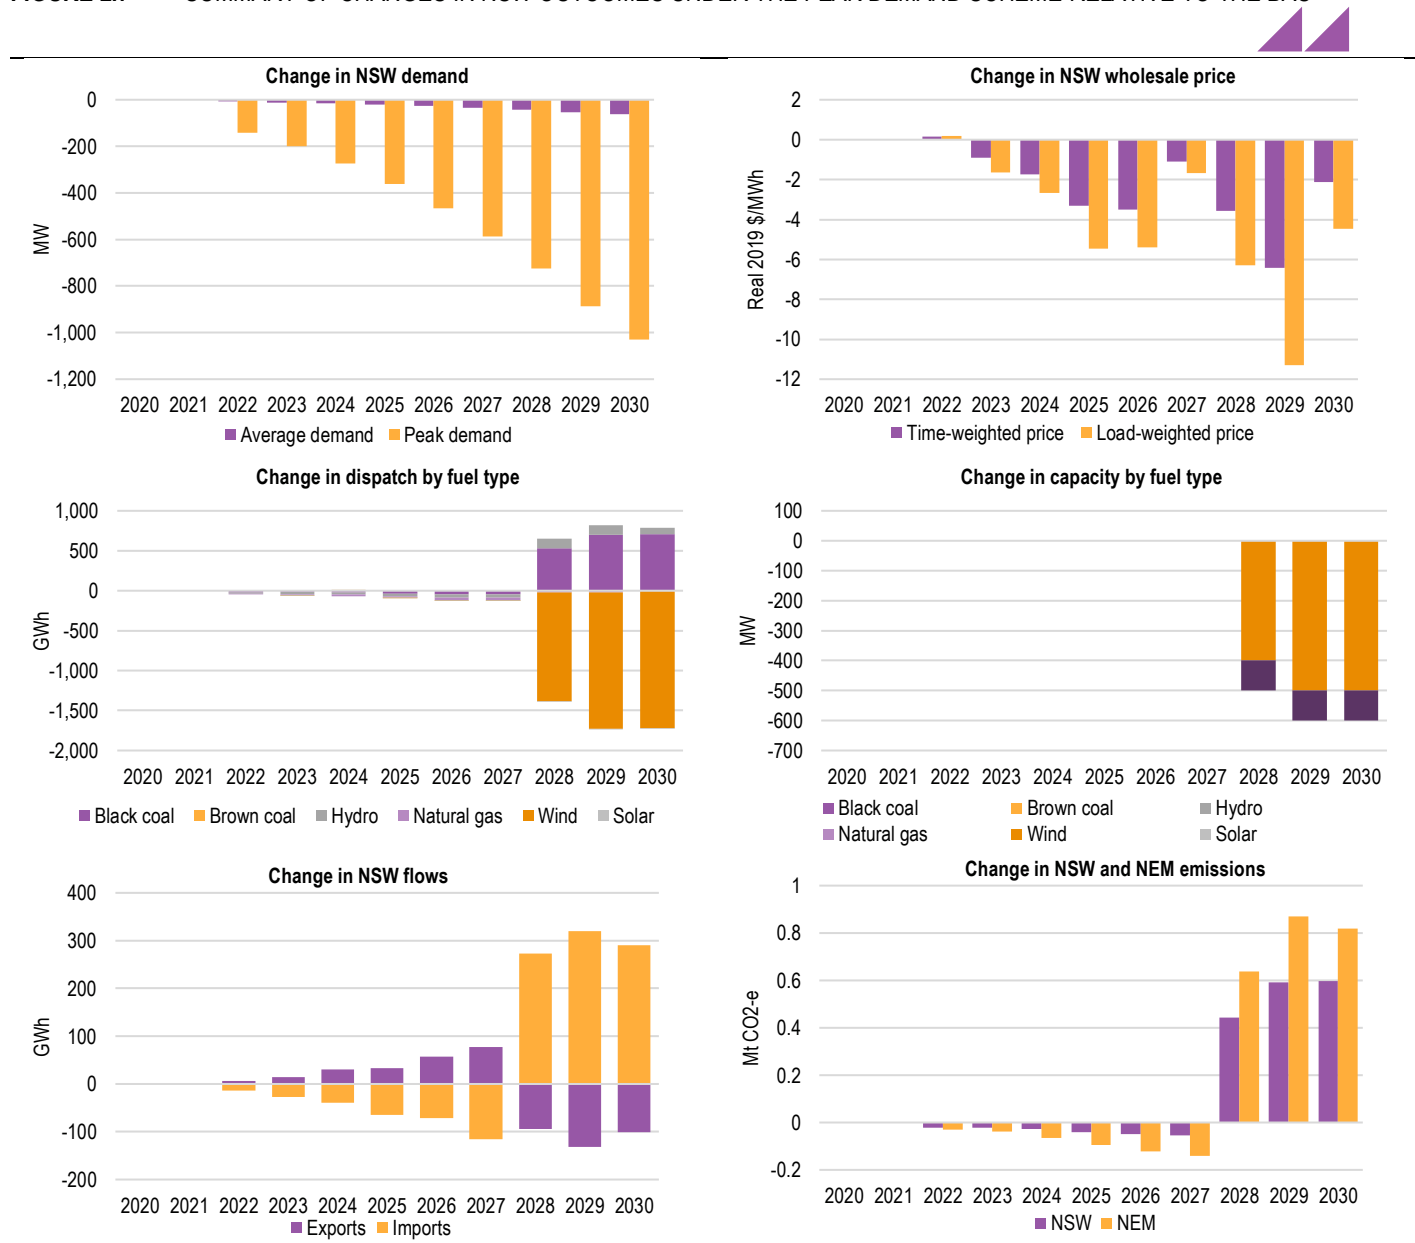 Change in NSW demand
0
-200
-400
-600
-800
-1,000
-1,200
MW
2020 2021 2022 2023 2024 2025 2026 2027 2028 2029 2030
Average demand Peak demand
Change in NSW wholesale price
2
0
-2
-4
-6
-8
-10
-12
Real 2019 $/MWh
2020 2021 2022 2023 2024 2025 2026 2027 2028 2029 2030
Time-weighted price Load-weighted price
Change in dispatch by fuel type
1,000
500
0
-500
-1,000
-1,500
-2,000
GWh
2020 2021 2022 2023 2024 2025 2026 2027 2028 2029 2030
Black coal Brown coal Hydro Natural gas Wind Solar
Change in capacity by fuel type
100
0
-100
-200
-300
-400
-500
-600
-700
MW
2020 2021 2022 2023 2024 2025 2026 2027 2028 2029 2030
Black coal Brown coal Hydro
Natural gas Wind Solar
Change in NSW flows
400
300
200
100
0
-100
-200
GWh
2020 2021 2022 2023 2024 2025 2026 2027 2028 2029 2030
Exports Imports
Change in NSW and NEM emissions
1
0.8
0.6
0.4
0.2
0
-0.2
Mt CO2-e
2020 2021 2022 2023 2024 2025 2026 2027 2028 2029 2030
NSW NEM